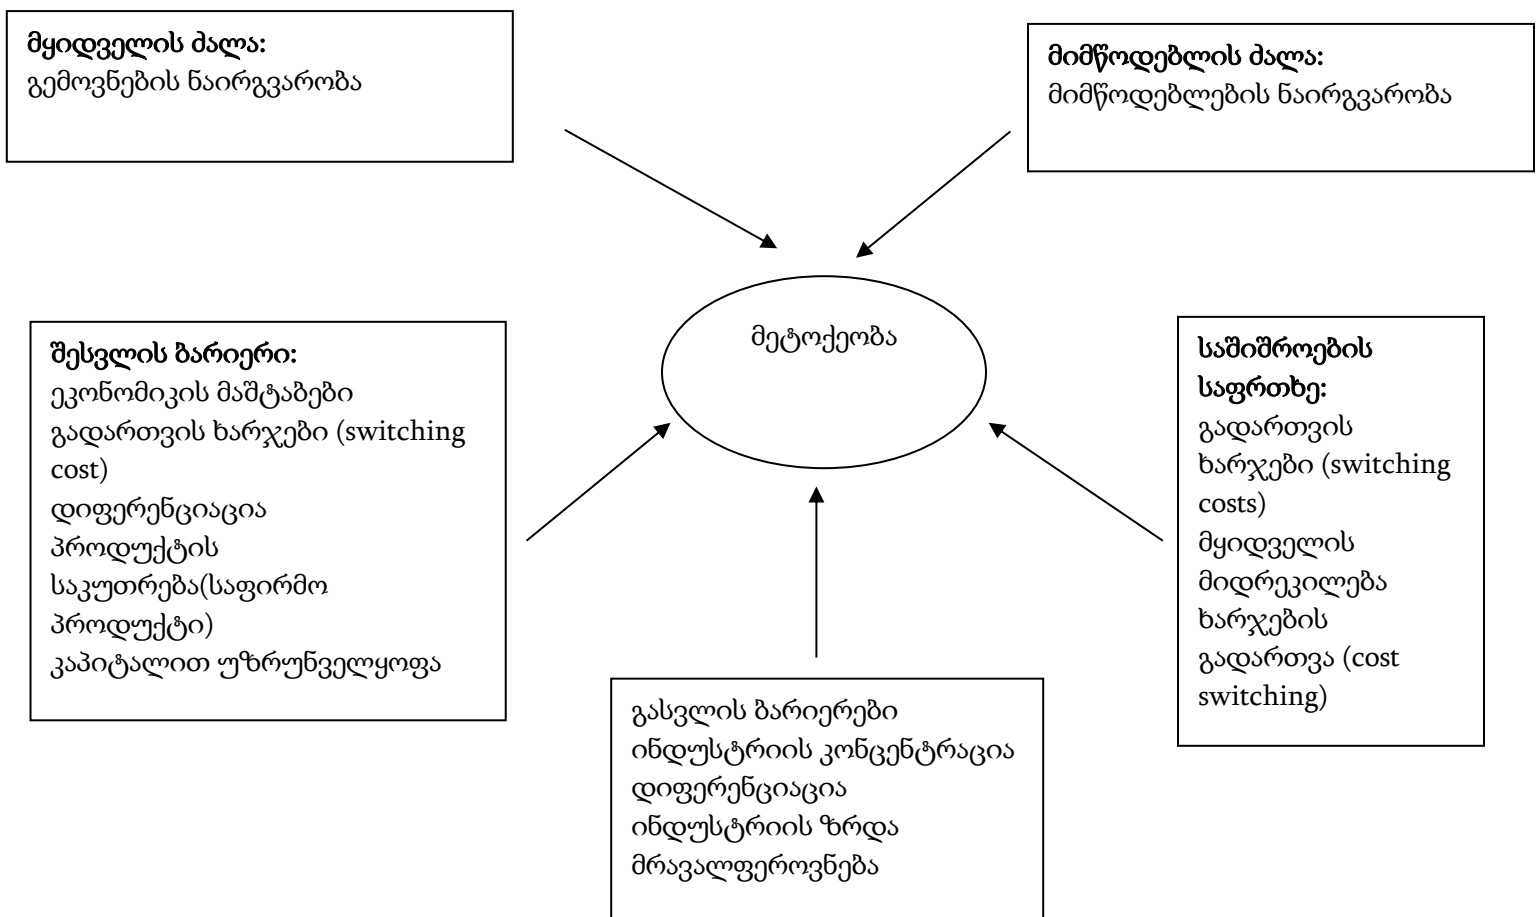 მყიდველის ძალა:
გემოვნების ნაირგვარობა
მიმწოდებლის ძალა:
მიმწოდებლების ნაირგვარობა
მეტოქეობა
შესვლის ბარიერი:
ეკონომიკის მაშტაბები
გადართვის ხარჯები (switching
cost)
დიფერენციაცია
პროდუქტის
საკუთრება(საფირმო
პროდუქტი)
კაპიტალით უზრუნველყოფა
საშიშროების
საფრთხე:
გადართვის
ხარჯები (switching
costs)
მყიდველის
მიდრეკილება
ხარჯების
გადართვა (cost
switching)
გასვლის ბარიერები
ინდუსტრიის კონცენტრაცია
დიფერენციაცია
ინდუსტრიის ზრდა
მრავალფეროვნება